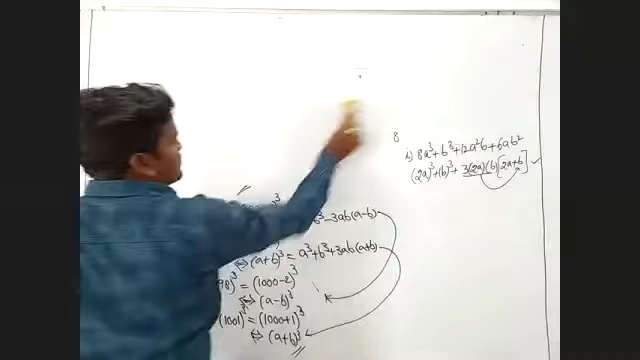 b³ - 3ab(a-b)
⇔ (a+b)³ = a³+b³+3ab(a+b)
98)³ = (1000-2)³
⇔ (a-b)³
(1001)³ = (1000+1)³
⇔ (a+b)³
8
i) 8a³+b³+12a²b+6ab²
(2a)³+(b)³+ 3(2a)(b)[2a+b] ✓